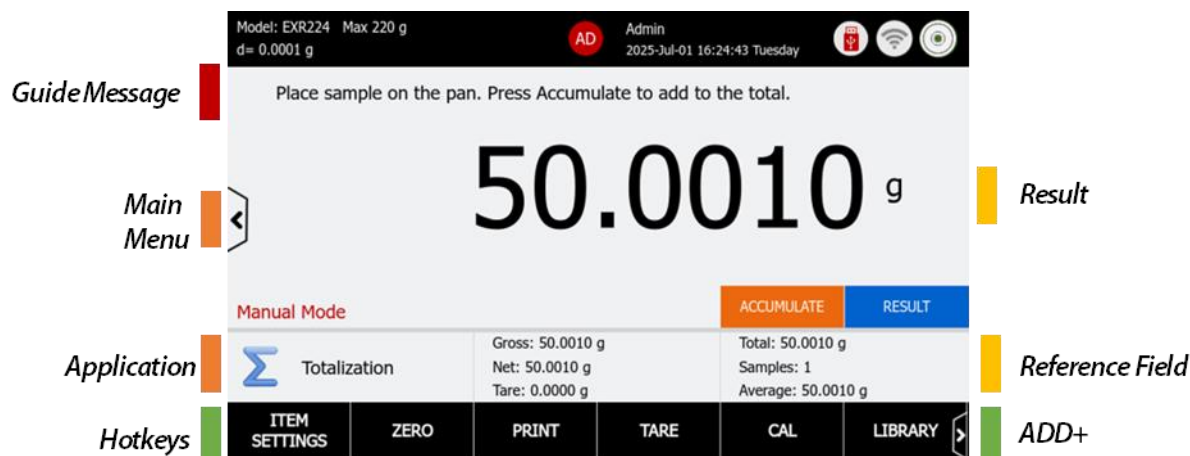 Model: EXR224 Max 220 g
d= 0.0001 g
AD
Admin
2025-Jul-01 16:24:43 Tuesday
Guide Message
Place sample on the pan. Press Accumulate to add to the total.
50.0010 g
Main
Menu
Result
Manual Mode
ACCUMULATE
RESULT
Application
Totalization
Gross: 50.0010 g
Net: 50.0010 g
Tare: 0.0000 g
Total: 50.0010 g
Samples: 1
Average: 50.0010 g
Reference Field
Hotkeys
ITEM
SETTINGS
ZERO
PRINT
TARE
CAL
LIBRARY
ADD+